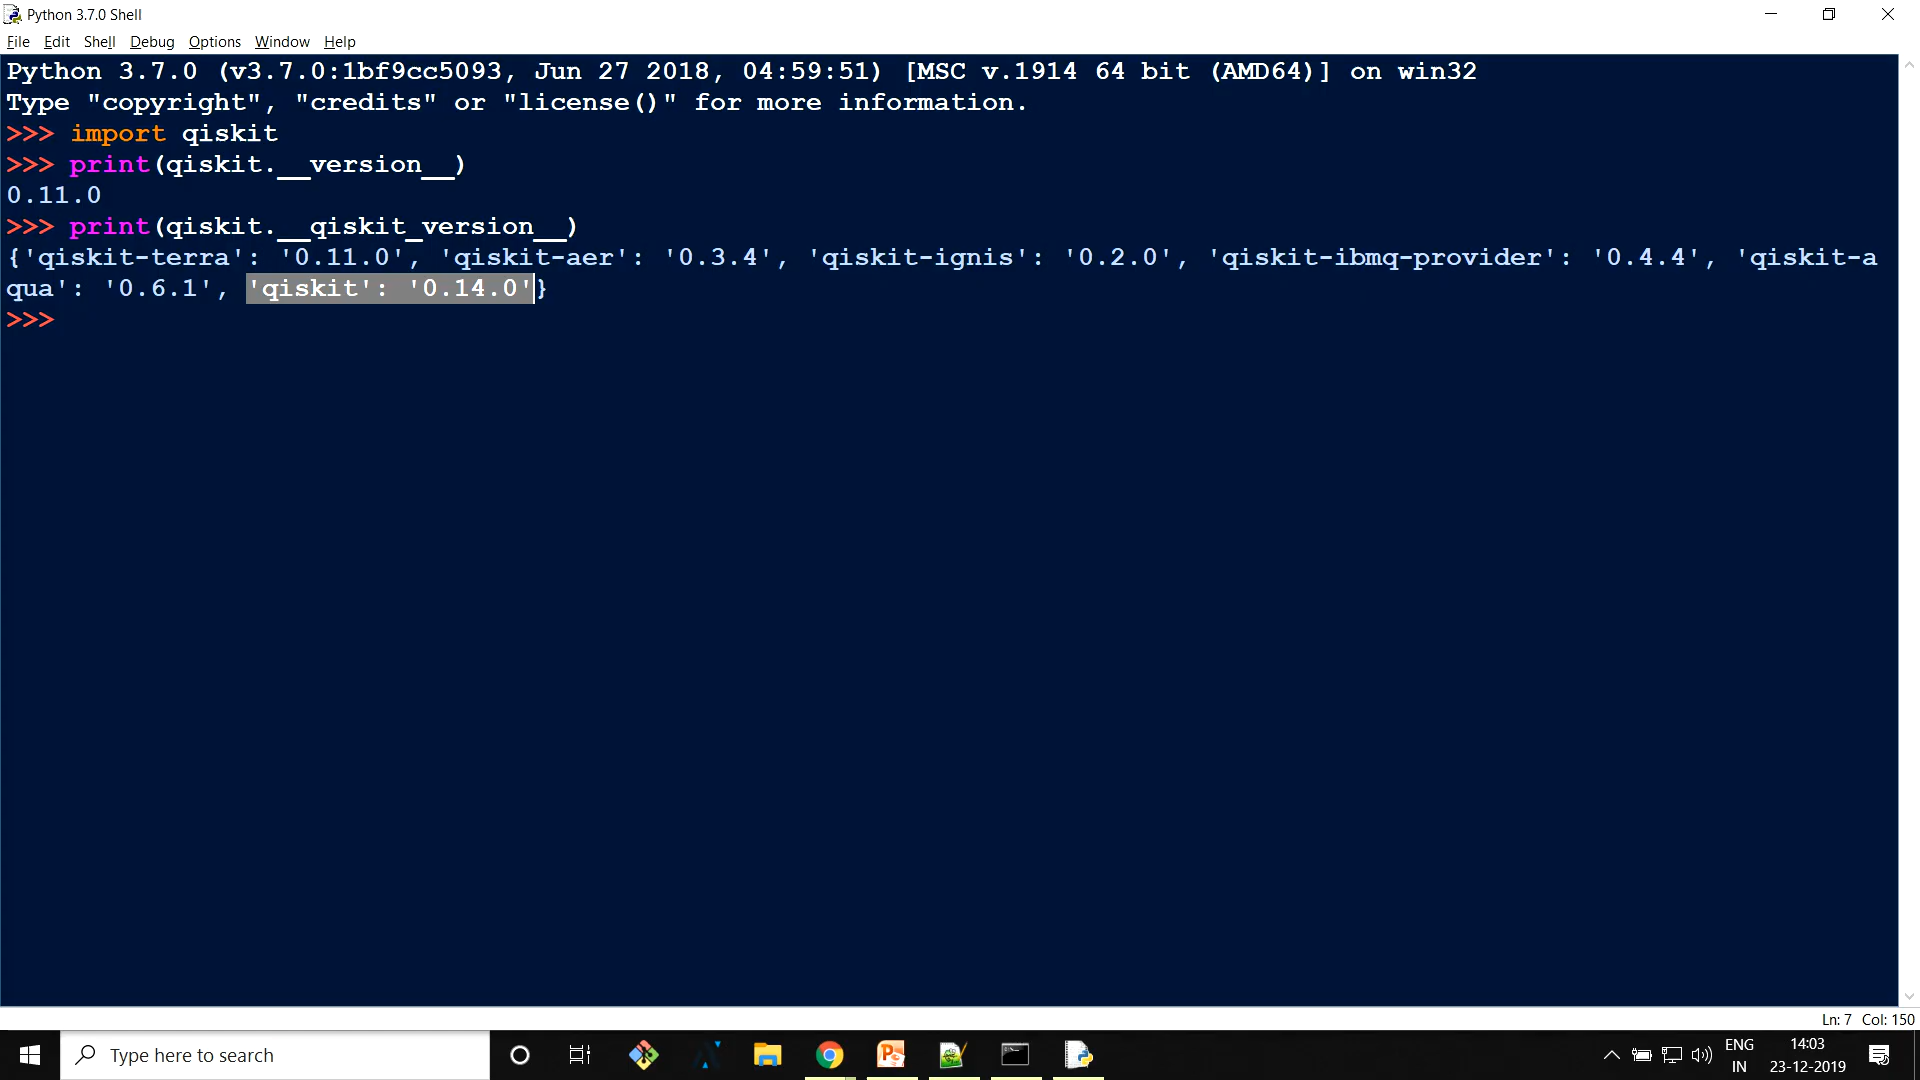 Python 3.7.0 Shell
File Edit Shell Debug Options Window Help
Python 3.7.0 (v3.7.0:1bf9cc5093, Jun 27 2018, 04:59:51) [MSC v.1914 64 bit (AMD64)] on win32
Type "copyright", "credits" or "license()" for more information.
>>> import qiskit
>>> print(qiskit.__version__)
0.11.0
>>> print(qiskit.__qiskit_version__)
{'qiskit-terra': '0.11.0', 'qiskit-aer': '0.3.4', 'qiskit-ignis': '0.2.0', 'qiskit-ibmq-provider': '0.4.4', 'qiskit-a
qua': '0.6.1', 'qiskit': '0.14.0'}
>>>
Ln: 7 Col: 150
Type here to search
ENG
IN
14:03
23-12-2019